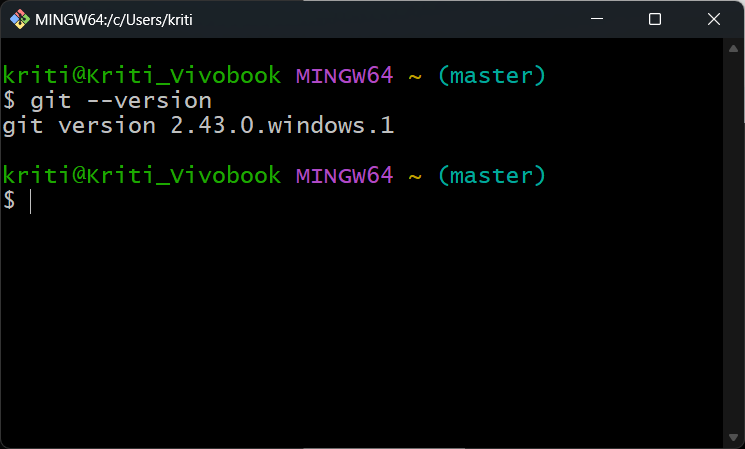 MINGW64:/c/Users/kriti
kriti@Kriti_Vivobook MINGW64 ~ (master)
$ git --version
git version 2.43.0.windows.1
kriti@Kriti_Vivobook MINGW64 ~ (master)
$